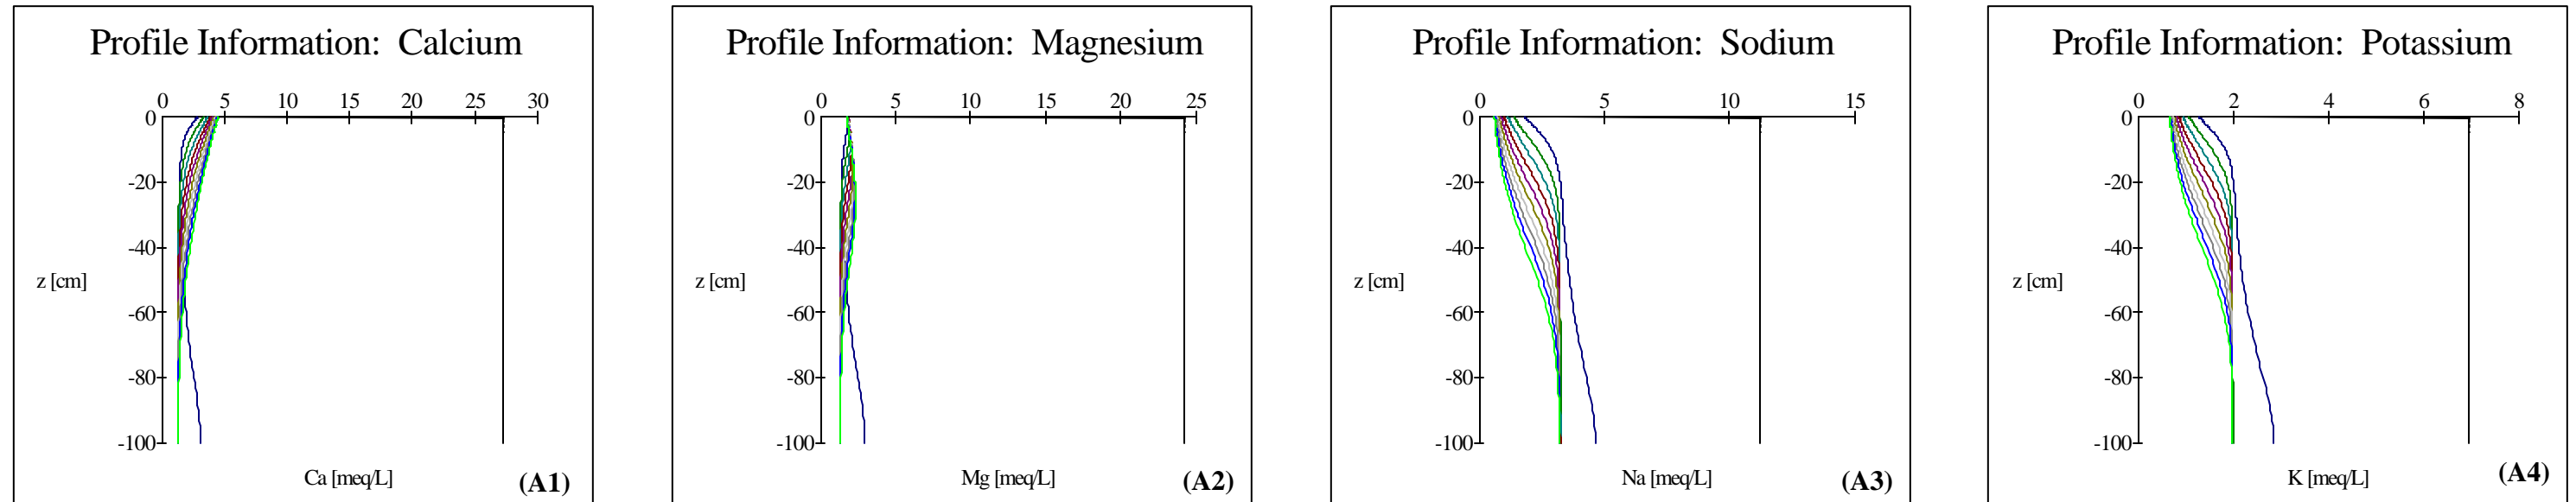 Profile Information: Calcium
0 5 10 15 20 25 30
0
-20
-40
z [cm]
-60
-80
-100
Ca [meq/L]
(A1)
Profile Information: Magnesium
0 5 10 15 20 25
0
-20
-40
z [cm]
-60
-80
-100
Mg [meq/L]
(A2)
Profile Information: Sodium
0 5 10 15
0
-20
-40
z [cm]
-60
-80
-100
Na [meq/L]
(A3)
Profile Information: Potassium
0 2 4 6 8
0
-20
-40
z [cm]
-60
-80
-100
K [meq/L]
(A4)